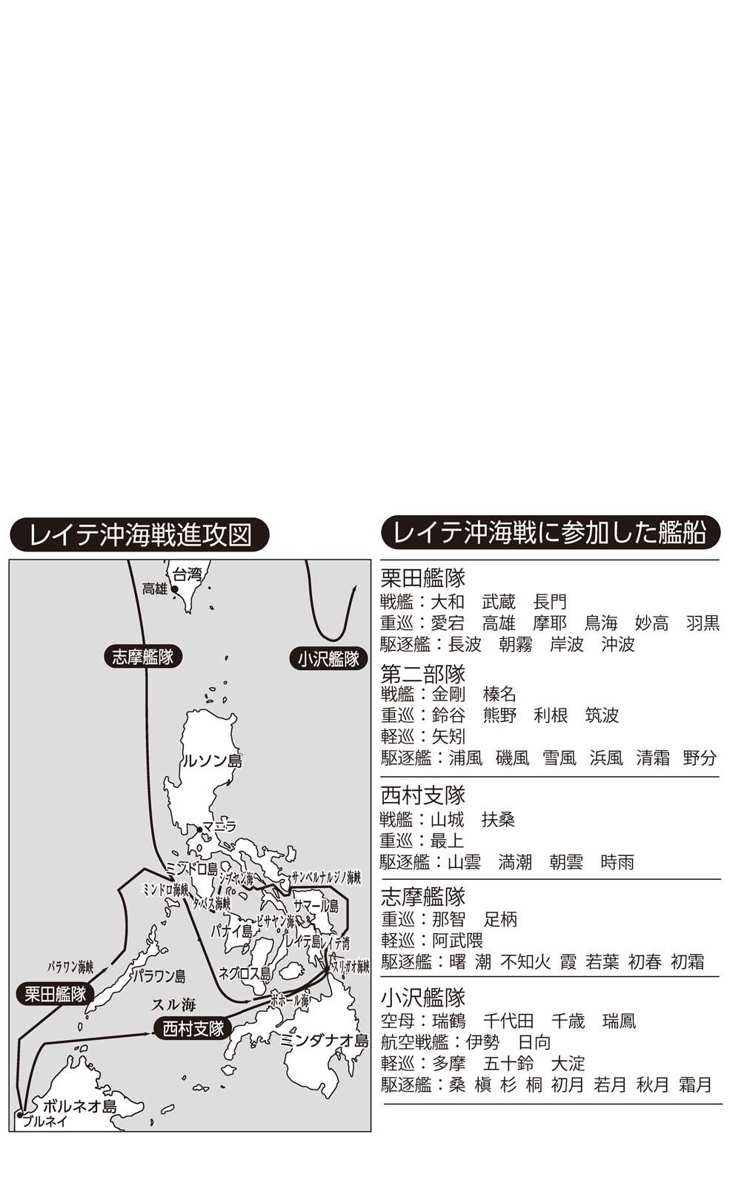 レイテ沖海戦進攻図
台湾
高雄
志摩艦隊
小沢艦隊
ルソン島
マニラ
ミンドロ島
シブヤン海
サンベルナルジノ海峡
ミンドロ海峡
タバス海峡
サマール島
ビサヤン海
パナイ島
レイテ島
レイテ湾
パラワン海峡
パラワン島
ネグロス島
スリガオ海峡
栗田艦隊
スル海
ボホール海
西村支隊
ミンダナオ島
ボルネオ島
ブルネイ
レイテ沖海戦に参加した艦船
栗田艦隊
戦艦：大和 武蔵 長門
重巡：愛宕 高雄 摩耶 鳥海 妙高 羽黒
駆逐艦：長波 朝霧 岸波 沖波
第二部隊
戦艦：金剛 榛名
重巡：鈴谷 熊野 利根 筑波
軽巡：矢矧
駆逐艦：浦風 磯風 雪風 浜風 清霜 野分
西村支隊
戦艦：山城 扶桑
重巡：最上
駆逐艦：山雲 満潮 朝雲 時雨
志摩艦隊
重巡：那智 足柄
軽巡：阿武隈
駆逐艦：曙 潮 不知火 霞 若葉 初春 初霜
小沢艦隊
空母：瑞鶴 千代田 千歳 瑞鳳
航空戦艦：伊勢 日向
軽巡：多摩 五十鈴 大淀
駆逐艦：桑 槇 杉 桐 初月 若月 秋月 霜月